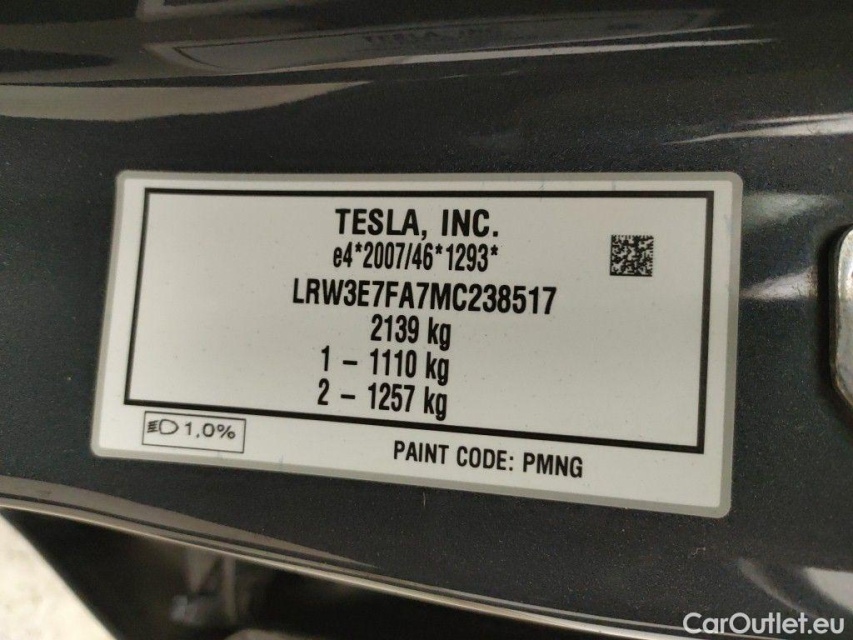 TESLA, INC.
e4*2007/46*1293*
LRW3E7FA7MC238517
2139 kg
1 – 1110 kg
2 – 1257 kg
1.0%
PAINT CODE: PMNG
CarOutlet.eu